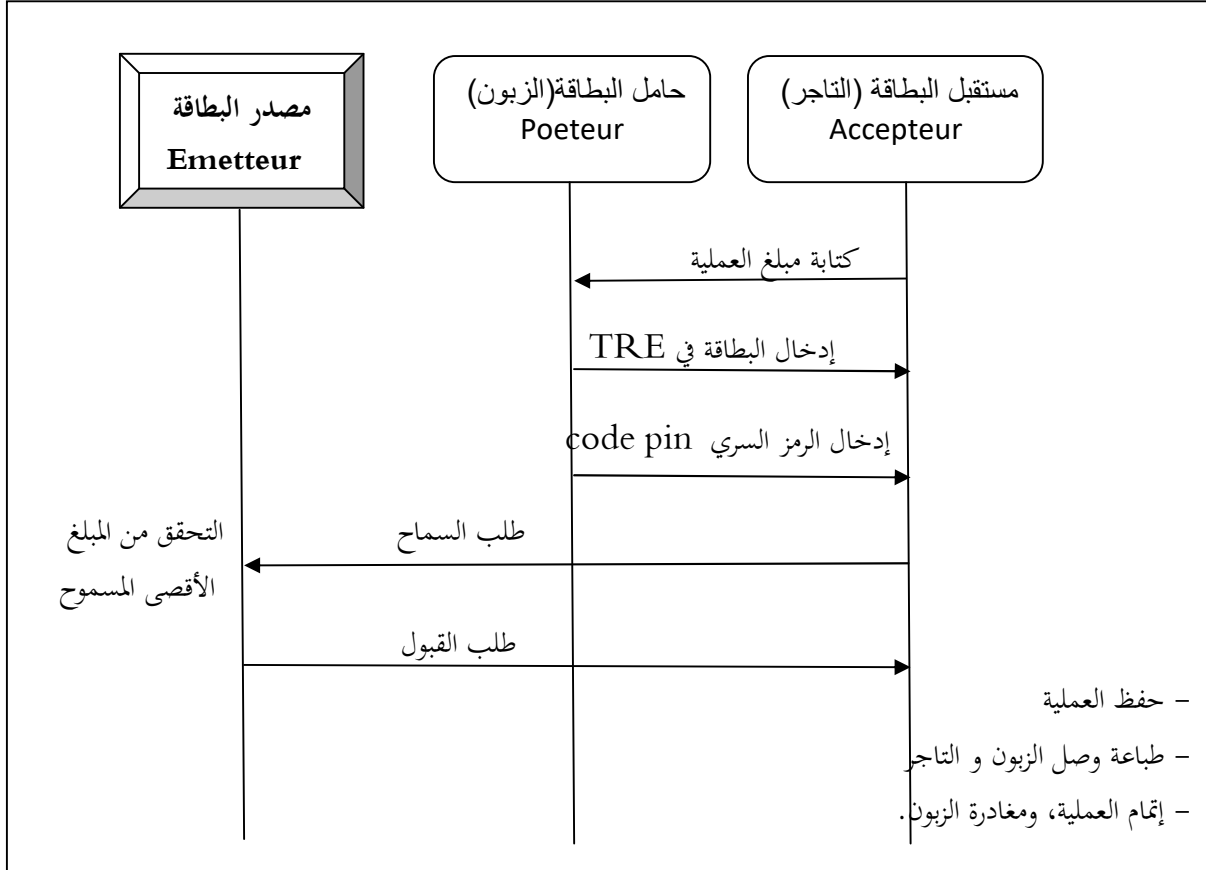 مستقبل البطاقة (التاجر)
Accepteur
حامل البطاقة(الزبون)
Poeteur
مصدر البطاقة
Emetteur
كتابة مبلغ العملية
إدخال البطاقة في TRE
إدخال الرمز السري code pin
طلب السماح
التحقق من المبلغ
الأقصى المسموح
طلب القبول
– حفظ العملية
– طباعة وصل الزبون و التاجر
– إتمام العملية، ومغادرة الزبون.